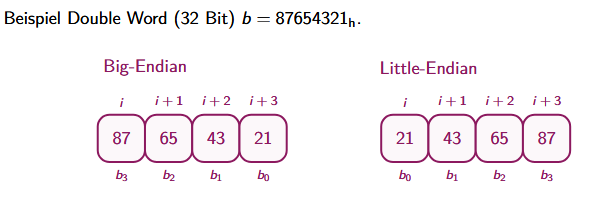 Beispiel Double Word (32 Bit) b = 87654321h.
Big-Endian
i i + 1 i + 2 i + 3
87 65 43 21
b3 b2 b1 b0
Little-Endian
i i + 1 i + 2 i + 3
21 43 65 87
b0 b1 b2 b3